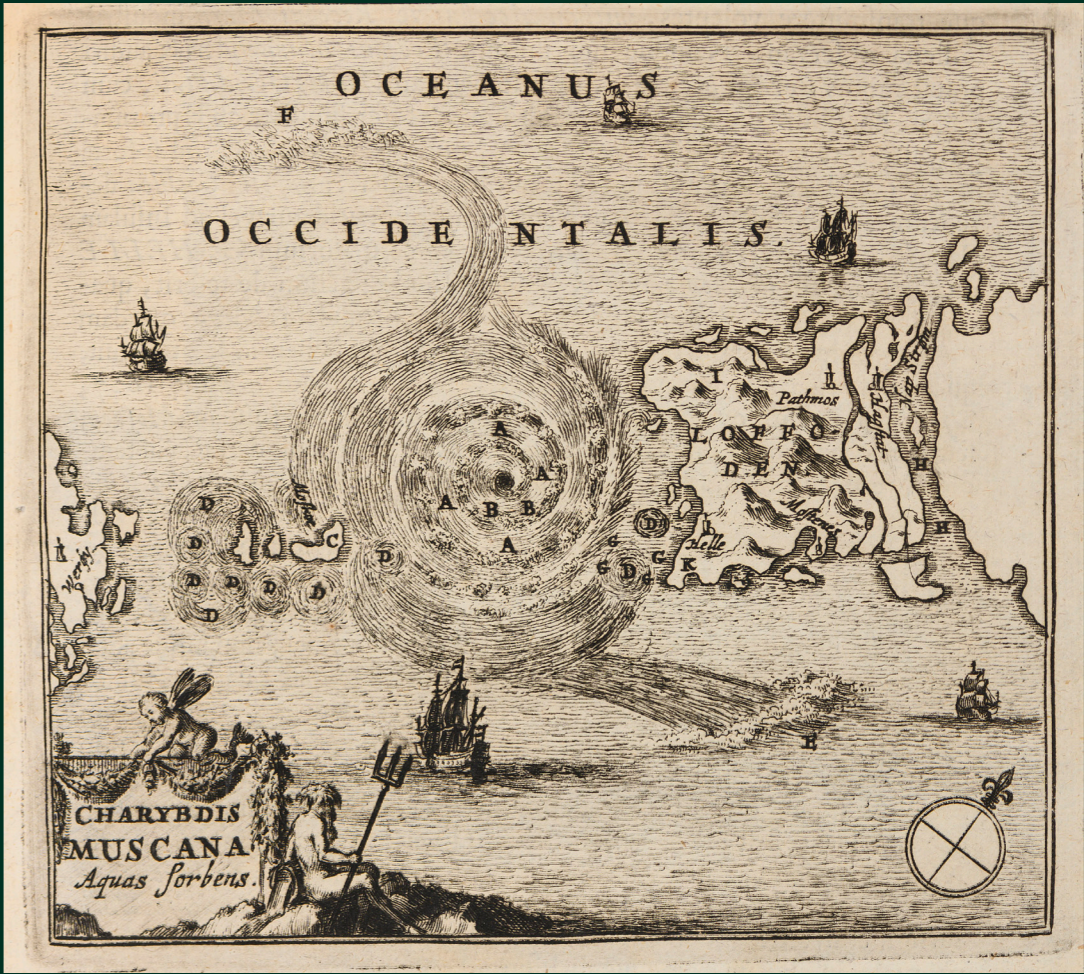 OCEANUS
F
OCCIDENTALIS.
I
Pathmos
LOFFO
DEN.
H
H
A
A
A
B
B
A
D
D
D
D
D
D
D
D
D
D
C
G
G
G
G
K
Helle
E
CHARYBDIS
MUSCANA
Aquas ſorbens.